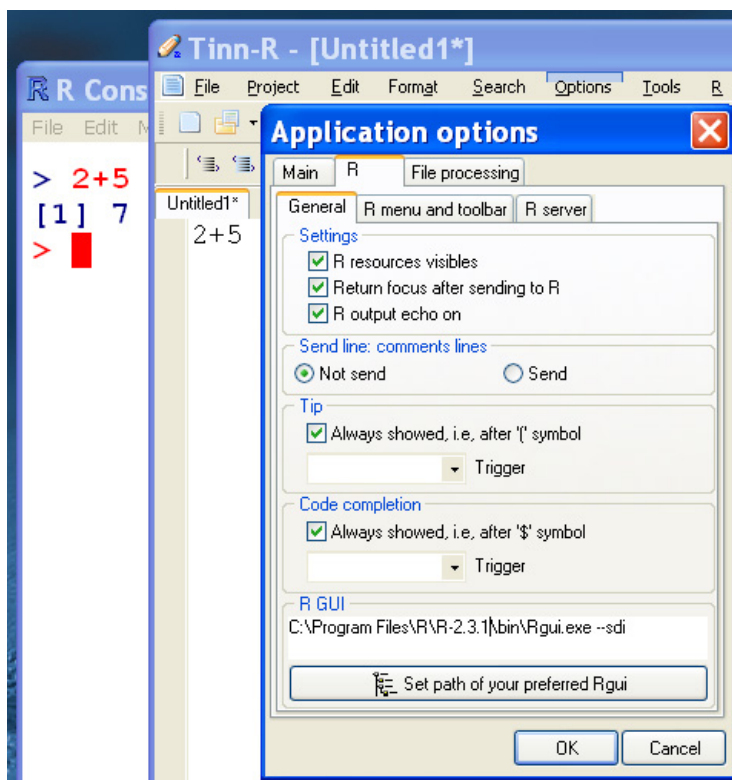 Tinn-R - [Untitled1*]
R Cons
File Project Edit Format Search Options Tools R
File Edit
> 2+5
[1] 7
>
Untitled1*
2+5
Application options
Main R File processing
General R menu and toolbar R server
Settings
R resources visibles
Return focus after sending to R
R output echo on
Send line: comments lines
Not send Send
Tip
Always showed, i.e, after '(' symbol
Trigger
Code completion
Always showed, i.e, after '$' symbol
Trigger
R GUI
C:\Program Files\R\R-2.3.1\bin\Rgui.exe --sdi
Set path of your preferred Rgui
OK Cancel